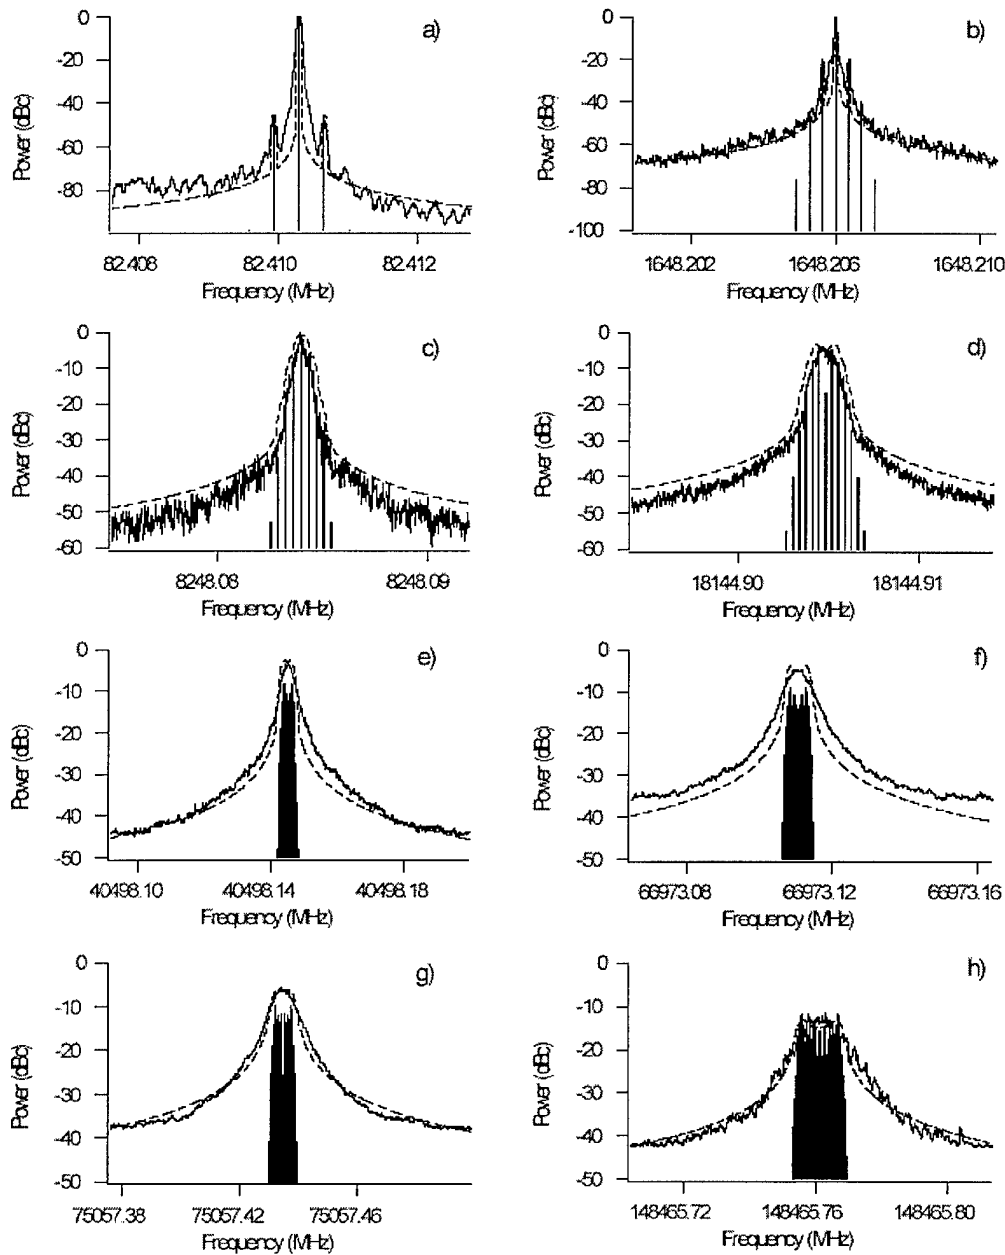 a)
0
-20
-40
-60
-80
Power (dBc)
82.408
82.410
82.412
Frequency (MHz)
b)
0
-20
-40
-60
-80
-100
Power (dBc)
1648.202
1648.206
1648.210
Frequency (MHz)
c)
0
-10
-20
-30
-40
-50
-60
Power (dBc)
8248.08
8248.09
Frequency (MHz)
d)
0
-10
-20
-30
-40
-50
-60
Power (dBc)
18144.90
18144.91
Frequency (MHz)
e)
0
-10
-20
-30
-40
-50
Power (dBc)
40498.10
40498.14
40498.18
Frequency (MHz)
f)
0
-10
-20
-30
-40
-50
Power (dBc)
66973.08
66973.12
66973.16
Frequency (MHz)
g)
0
-10
-20
-30
-40
-50
Power (dBc)
75057.38
75057.42
75057.46
Frequency (MHz)
h)
0
-10
-20
-30
-40
-50
Power (dBc)
148465.72
148465.76
148465.80
Frequency (MHz)